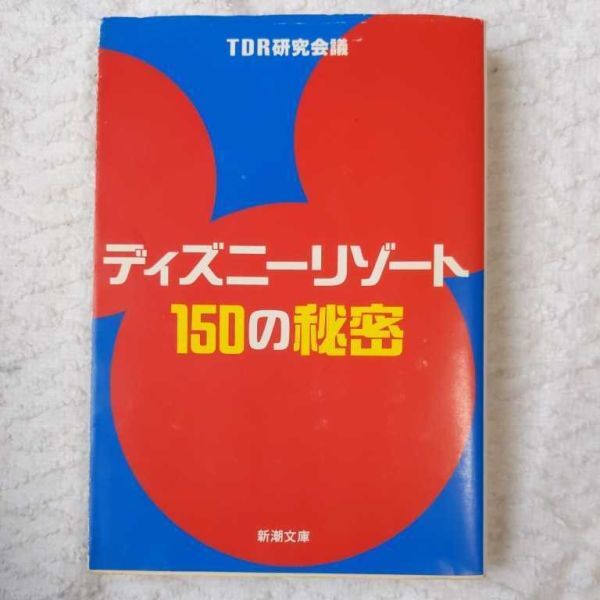 TDR研究会議
ディズニーリゾート
150の秘密
新潮文庫